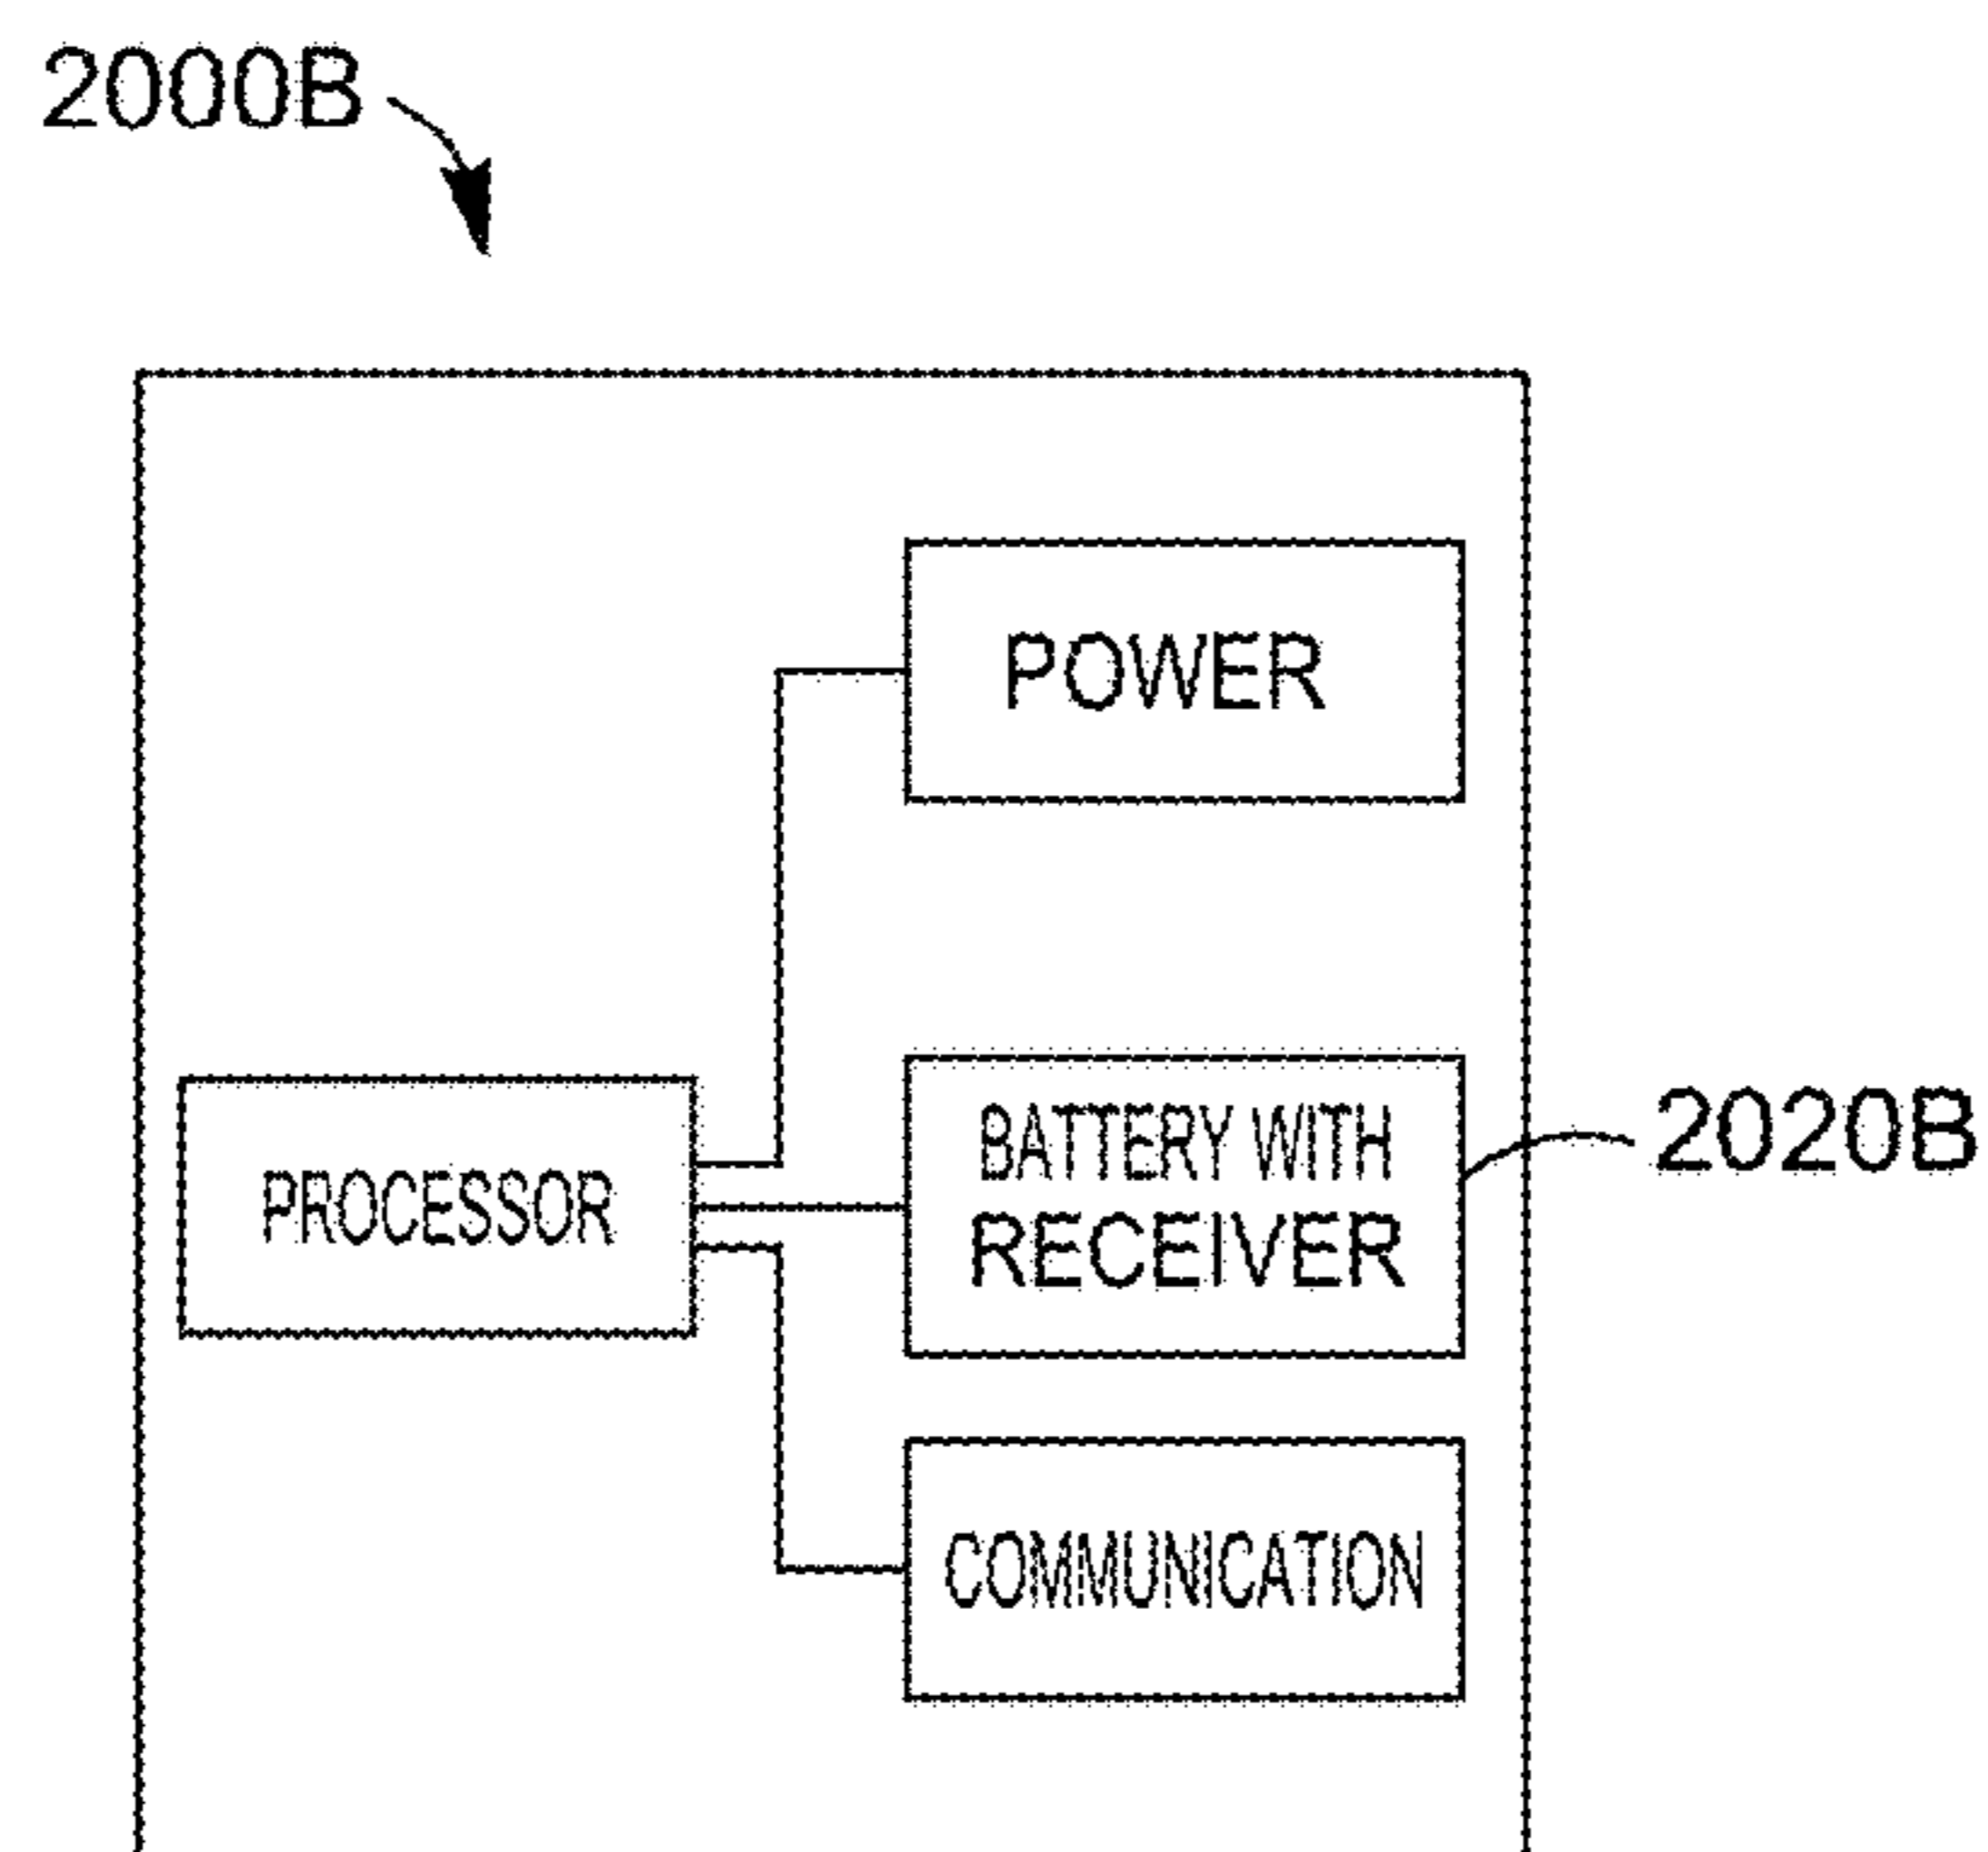 2000B
POWER
PROCESSOR
BATTERY WITH
RECEIVER
2020B
COMMUNICATION